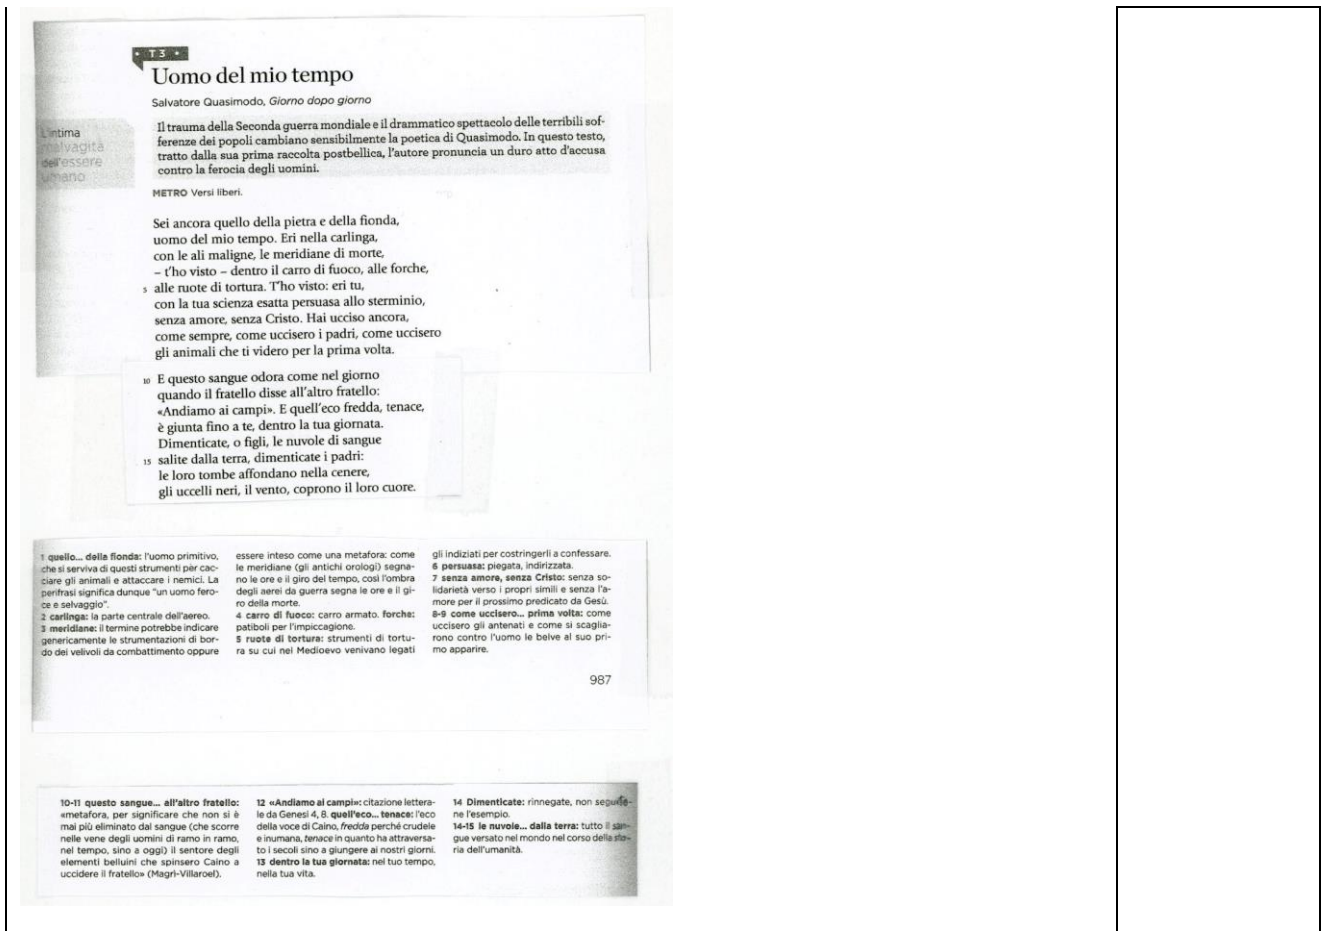 • T 3 •
Uomo del mio tempo
Salvatore Quasimodo, Giorno dopo giorno
L'intima
malvagità
dell'essere
umano
Il trauma della Seconda guerra mondiale e il drammatico spettacolo delle terribili sof-
ferenze dei popoli cambiano sensibilmente la poetica di Quasimodo. In questo testo,
tratto dalla sua prima raccolta postbellica, l'autore pronuncia un duro atto d'accusa
contro la ferocia degli uomini.
METRO Versi liberi.
Sei ancora quello della pietra e della fionda,
uomo del mio tempo. Eri nella carlinga,
con le ali maligne, le meridiane di morte,
– t'ho visto – dentro il carro di fuoco, alle forche,
5 alle ruote di tortura. T'ho visto: eri tu,
con la tua scienza esatta persuasa allo sterminio,
senza amore, senza Cristo. Hai ucciso ancora,
come sempre, come uccisero i padri, come uccisero
gli animali che ti videro per la prima volta.
10 E questo sangue odora come nel giorno
quando il fratello disse all'altro fratello:
«Andiamo ai campi». E quell'eco fredda, tenace,
è giunta fino a te, dentro la tua giornata.
Dimenticate, o figli, le nuvole di sangue
15 salite dalla terra, dimenticate i padri:
le loro tombe affondano nella cenere,
gli uccelli neri, il vento, coprono il loro cuore.
1 quello... della fionda: l'uomo primitivo,
che si serviva di questi strumenti per cac-
ciare gli animali e attaccare i nemici. La
perifrasi significa dunque "un uomo fero-
ce e selvaggio".
2 carlinga: la parte centrale dell'aereo.
3 meridiane: il termine potrebbe indicare
genericamente le strumentazioni di bor-
do dei velivoli da combattimento oppure
essere inteso come una metafora: come
le meridiane (gli antichi orologi) segna-
no le ore e il giro del tempo, così l'ombra
degli aerei da guerra segna le ore e il gi-
ro della morte.
4 carro di fuoco: carro armato. forche:
patiboli per l'impiccagione.
5 ruote di tortura: strumenti di tortu-
ra su cui nel Medioevo venivano legati
gli indiziati per costringerli a confessare.
6 persuasa: piegata, indirizzata.
7 senza amore, senza Cristo: senza so-
lidarietà verso i propri simili e senza l'a-
more per il prossimo predicato da Gesù.
8-9 come uccisero... prima volta: come
uccisero gli antenati e come si scaglia-
rono contro l'uomo le belve al suo pri-
mo apparire.
987
10-11 questo sangue... all'altro fratello:
«metafora, per significare che non si è
mai più eliminato dal sangue (che scorre
nelle vene degli uomini di ramo in ramo,
nel tempo, sino a oggi) il sentore degli
elementi belluini che spinsero Caino a
uccidere il fratello» (Magrì-Villaroel).
12 «Andiamo ai campi»: citazione lettera-
le da Genesi 4, 8. quell'eco... tenace: l'eco
della voce di Caino, fredda perché crudele
e inumana, tenace in quanto ha attraversa-
to i secoli sino a giungere ai nostri giorni.
13 dentro la tua giornata: nel tuo tempo,
nella tua vita.
14 Dimenticate: rinnegate, non seguite-
ne l'esempio.
14-15 le nuvole... dalla terra: tutto il san-
gue versato nel mondo nel corso della sto-
ria dell'umanità.